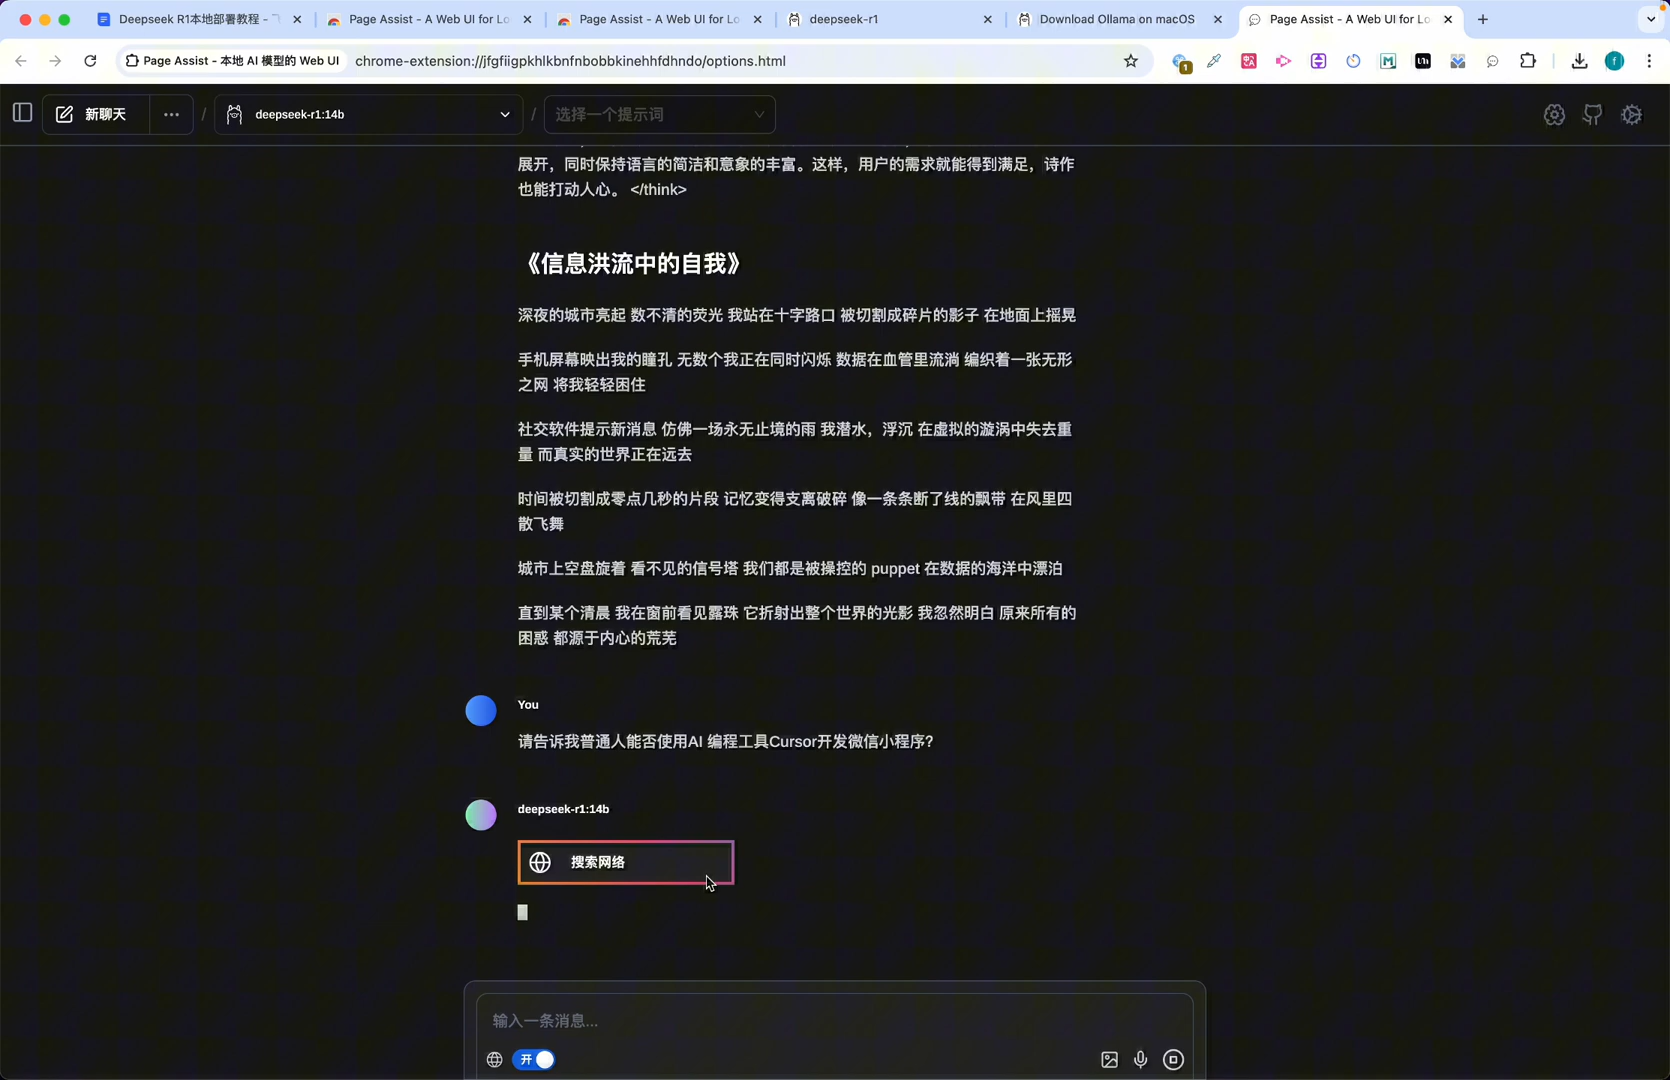 Deepseek R1本地部署教程 -
Page Assist - A Web UI for Lo
Page Assist - A Web UI for Lo
deepseek-r1
Download Ollama on macOS
Page Assist - A Web UI for Lo
Page Assist - 本地 AI 模型的 Web UI
chrome-extension://jfgfiigpkhlkbnfnbobbkinehhfdhndo/options.html
1
f
新聊天
/
deepseek-r1:14b
/
选择一个提示词
展开，同时保持语言的简洁和意象的丰富。这样，用户的需求就能得到满足，诗作
也能打动人心。 </think>
《信息洪流中的自我》
深夜的城市亮起 数不清的荧光 我站在十字路口 被切割成碎片的影子 在地面上摇晃
手机屏幕映出我的瞳孔 无数个我正在同时闪烁 数据在血管里流淌 编织着一张无形
之网 将我轻轻困住
社交软件提示新消息 仿佛一场永无止境的雨 我潜水，浮沉 在虚拟的漩涡中失去重
量 而真实的世界正在远去
时间被切割成零点几秒的片段 记忆变得支离破碎 像一条条断了线的飘带 在风里四
散飞舞
城市上空盘旋着 看不见的信号塔 我们都是被操控的 puppet 在数据的海洋中漂泊
直到某个清晨 我在窗前看见露珠 它折射出整个世界的光影 我忽然明白 原来所有的
困惑 都源于内心的荒芜
You
请告诉我普通人能否使用AI 编程工具Cursor开发微信小程序?
deepseek-r1:14b
搜索网络
输入一条消息...
开